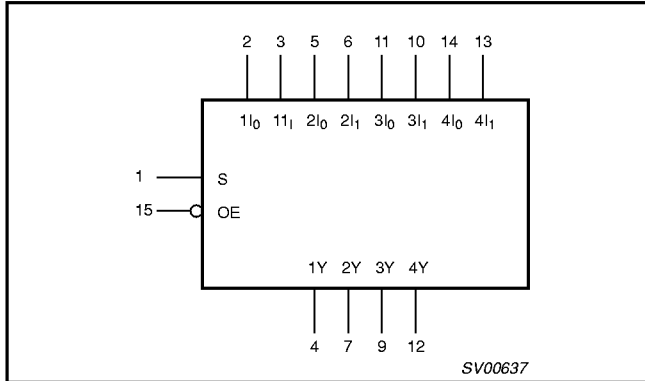 2 3 5 6 11 10 14 13
1I₀ 11ᵢ 2I₀ 2I₁ 3I₀ 3I₁ 4I₀ 4I₁
1 S
15 OE
1Y 2Y 3Y 4Y
4 7 9 12
SV00637